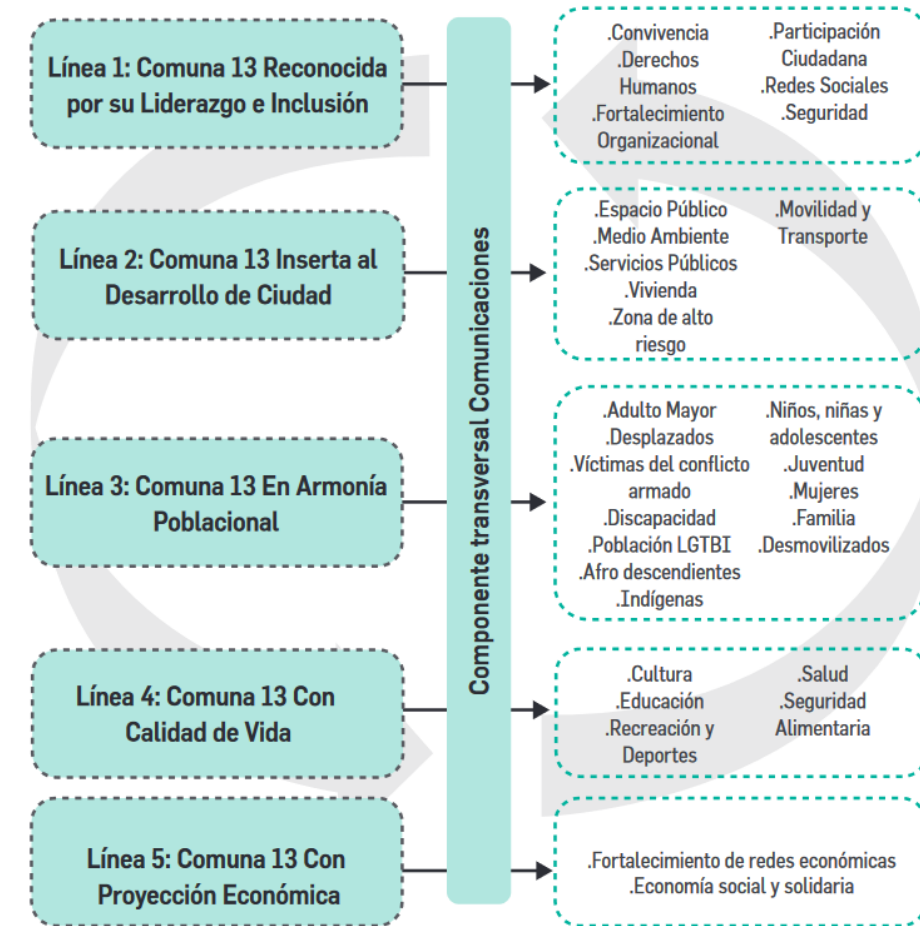 Línea 1: Comuna 13 Reconocida
por su Liderazgo e Inclusión
.Convivencia
.Derechos
Humanos
.Fortalecimiento
Organizacional
.Participación
Ciudadana
.Redes Sociales
.Seguridad
Componente transversal Comunicaciones
Línea 2: Comuna 13 Inserta al
Desarrollo de Ciudad
.Espacio Público
.Medio Ambiente
.Servicios Públicos
.Vivienda
.Zona de alto
riesgo
.Movilidad y
Transporte
Línea 3: Comuna 13 En Armonía
Poblacional
.Adulto Mayor
.Desplazados
.Víctimas del conflicto
armado
.Discapacidad
.Población LGTBI
.Afro descendientes
.Indígenas
.Niños, niñas y
adolescentes
.Juventud
.Mujeres
.Familia
.Desmovilizados
Línea 4: Comuna 13 Con
Calidad de Vida
.Cultura
.Educación
.Recreación y
Deportes
.Salud
.Seguridad
Alimentaria
Línea 5: Comuna 13 Con
Proyección Económica
.Fortalecimiento de redes económicas
.Economía social y solidaria